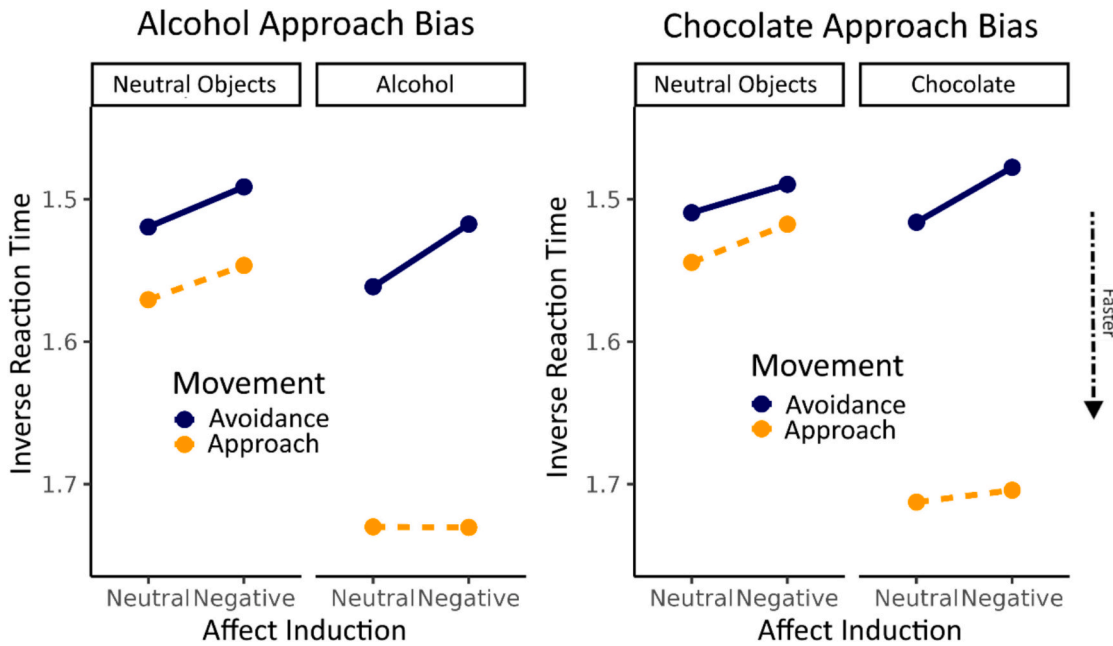 Alcohol Approach Bias
Neutral Objects
Alcohol
Inverse Reaction Time
1.5
1.6
1.7
Movement
Avoidance
Approach
Neutral Negative
Neutral Negative
Affect Induction
Chocolate Approach Bias
Neutral Objects
Chocolate
Inverse Reaction Time
1.5
1.6
1.7
Movement
Avoidance
Approach
Neutral Negative
Neutral Negative
Affect Induction
Faster